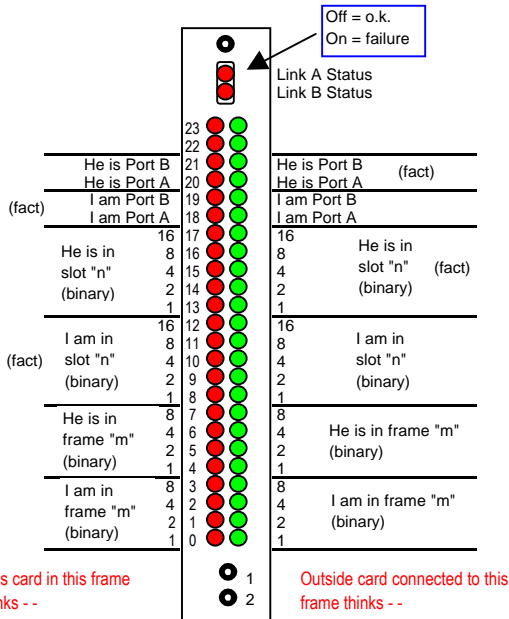 Off = o.k.
On = failure
Link A Status
Link B Status
23
22
He is Port B 21 He is Port B
(fact)
He is Port A 20 He is Port A
I am Port B 19 I am Port B
(fact)
I am Port A 18 I am Port A
16 17 16
He is in 8 16 8 He is in
slot "n" 4 15 4 slot "n" (fact)
(binary) 2 14 2 (binary)
1 13 1
16 12 16
I am in 8 11 8 I am in
(fact) slot "n" 4 10 4 slot "n"
(binary) 2 9 2 (binary)
1 8 1
He is in 8 7 8
frame "m" 4 6 4 He is in frame "m"
(binary) 2 5 2 (binary)
1 4 1
I am in 8 3 8
frame "m" 4 2 4 I am in frame "m"
(binary) 2 1 2 (binary)
1 0 1
s card in this frame 1 Outside card connected to this
nks - - 2 frame thinks - -